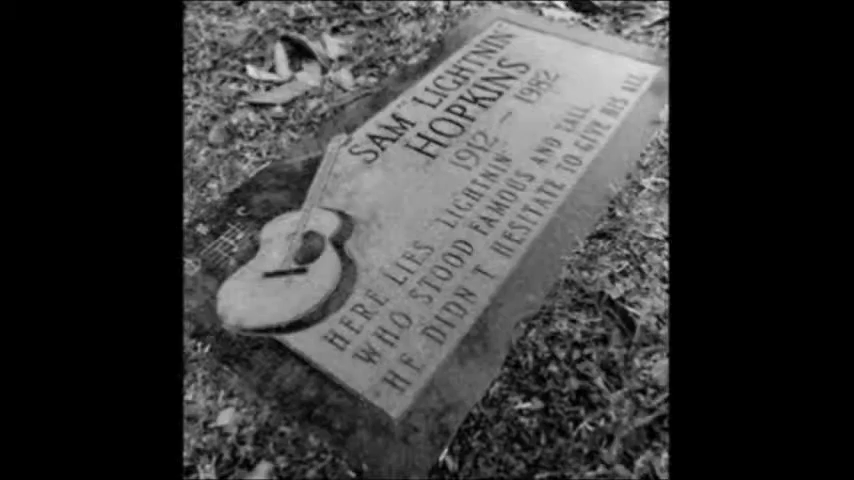 SAM "LIGHTNIN'
HOPKINS
1912 - 1982
HERE LIES "LIGHTNIN'"
WHO STOOD FAMOUS AND TALL
HE DIDN'T HESITATE TO GIVE HIS ALL